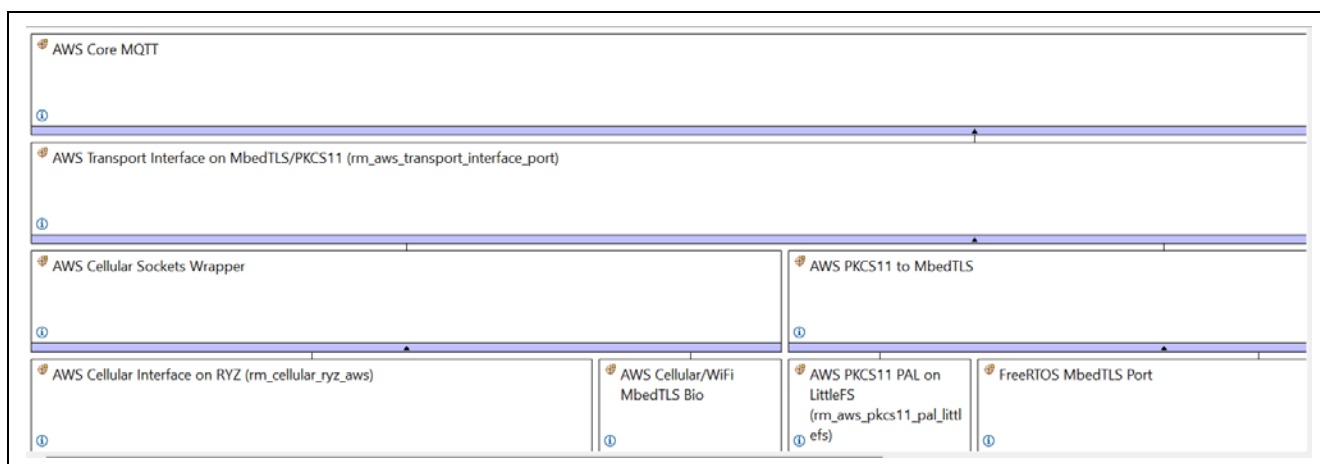 AWS Core MQTT
AWS Transport Interface on MbedTLS/PKCS11 (rm_aws_transport_interface_port)
AWS Cellular Sockets Wrapper
AWS PKCS11 to MbedTLS
AWS Cellular Interface on RYZ (rm_cellular_ryz_aws)
AWS Cellular/WiFi
MbedTLS Bio
AWS PKCS11 PAL on
LittleFS
(rm_aws_pkcs11_pal_littl
efs)
FreeRTOS MbedTLS Port